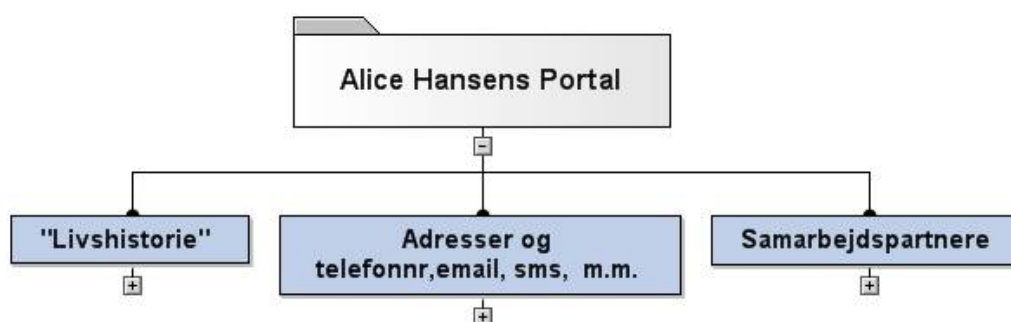 Alice Hansens Portal
"Livshistorie"
Adresser og
telefonnr,email, sms, m.m.
Samarbejdspartnere